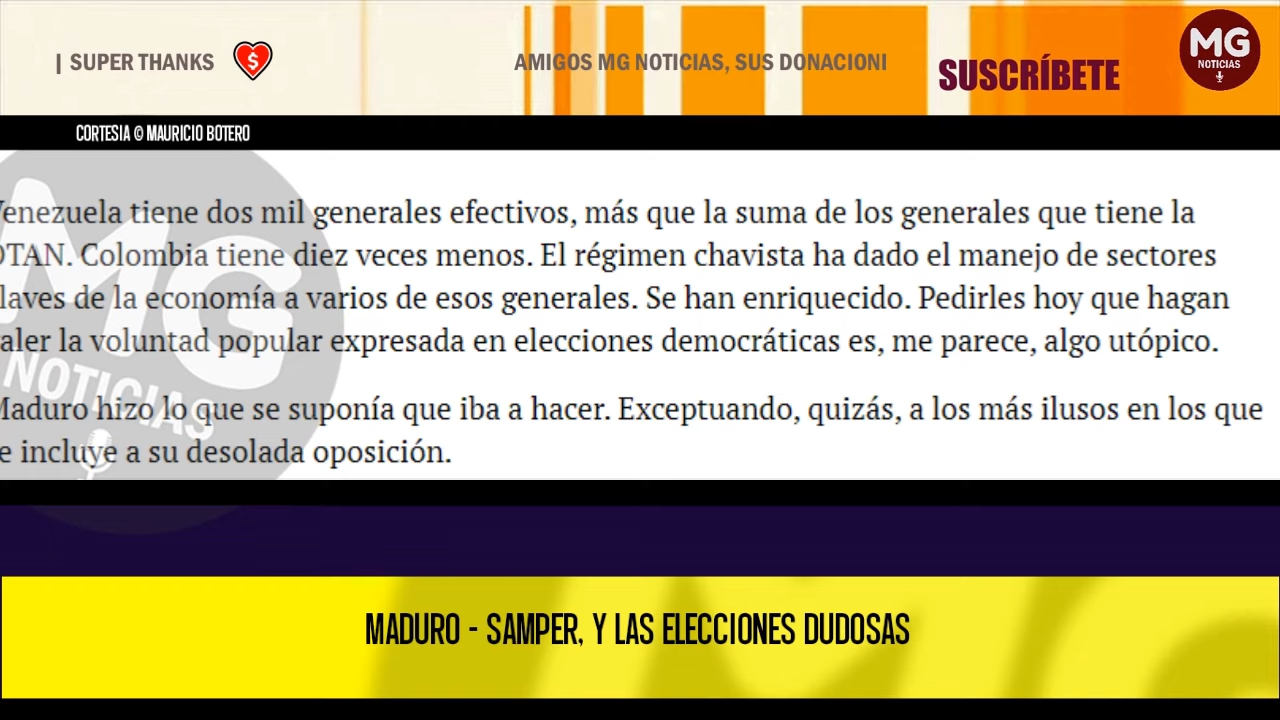 | SUPER THANKS
AMIGOS MG NOTICIAS, SUS DONACIONI
SUSCRÍBETE
MG
NOTICIAS
CORTESIA © MAURICIO BOTERO
Venezuela tiene dos mil generales efectivos, más que la suma de los generales que tiene la
OTAN. Colombia tiene diez veces menos. El régimen chavista ha dado el manejo de sectores
laves de la economía a varios de esos generales. Se han enriquecido. Pedirles hoy que hagan
aler la voluntad popular expresada en elecciones democráticas es, me parece, algo utópico.
Maduro hizo lo que se suponía que iba a hacer. Exceptuando, quizás, a los más ilusos en los que
e incluye a su desolada oposición.
MG
NOTICIAS
MADURO - SAMPER, Y LAS ELECCIONES DUDOSAS